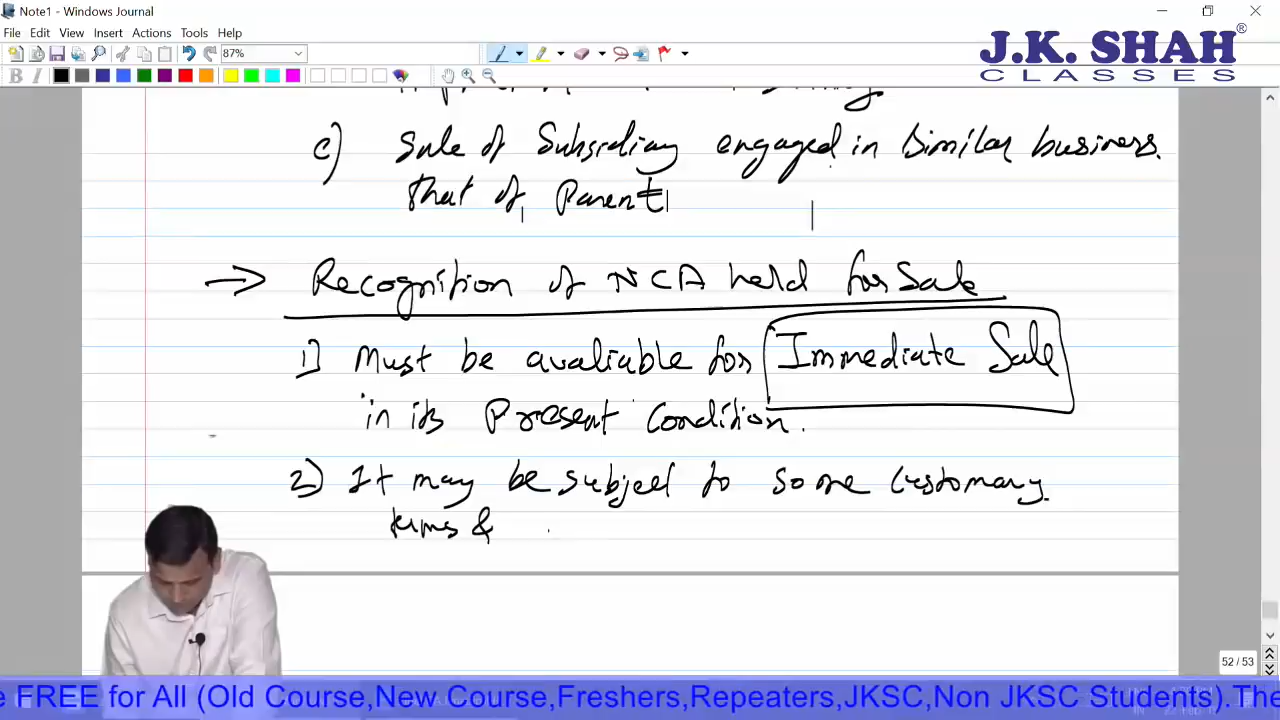 Note1 - Windows Journal
File Edit View Insert Actions Tools Help
87%
J.K. SHAH®
CLASSES
c) Sale of Subsidiary engaged in Similar business.
that of Parent
→ Recognition of NCA held for Sale
1) Must be avaliable for Immediate Sale
in its Present Condition.
2) It may be subject to some customary.
terms &
52 / 53
e FREE for All (Old Course,New Course,Freshers,Repeaters,JKSC,Non JKSC Students).The